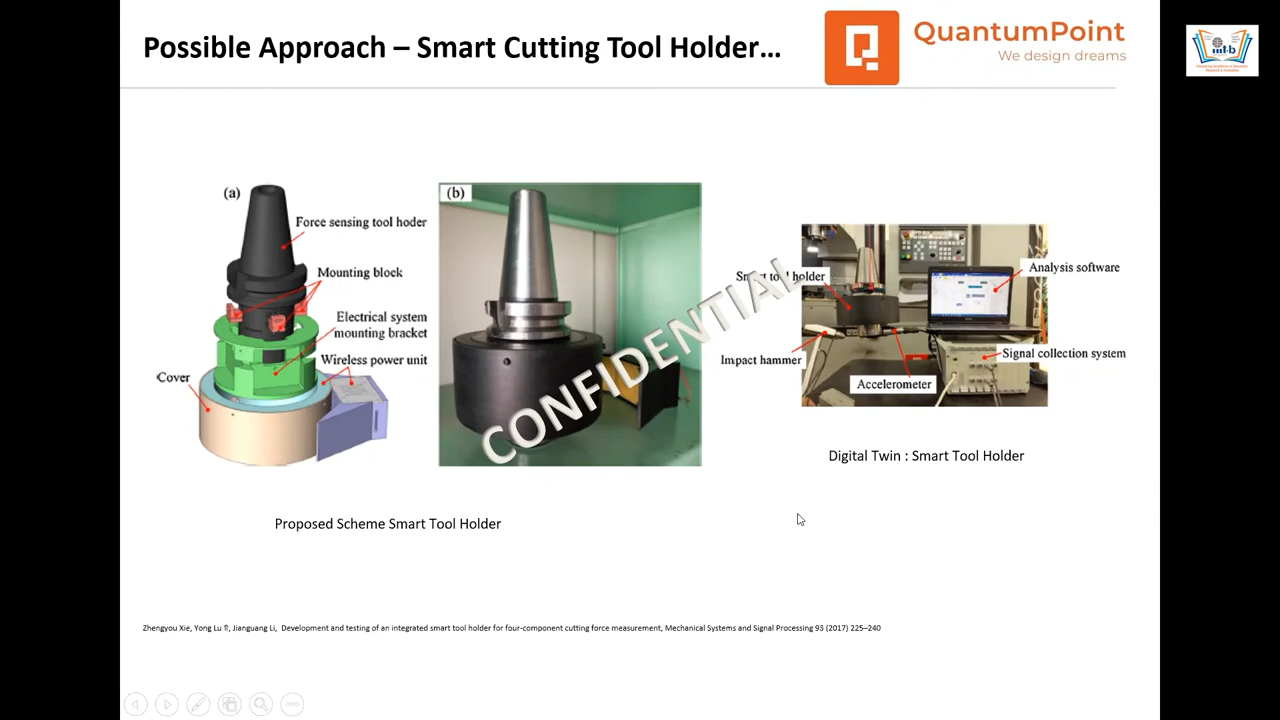 Possible Approach – Smart Cutting Tool Holder…
QuantumPoint
We design dreams
(a)
Force sensing tool hoder
Mounting block
Electrical system
mounting bracket
Wireless power unit
Cover
(b)
CONFIDENTIAL
Smart tool holder
Analysis software
Impact hammer
Signal collection system
Accelerometer
Digital Twin : Smart Tool Holder
Proposed Scheme Smart Tool Holder
Zhengyou Xie, Yong Lu ⇑, Jianguang Li, Development and testing of an integrated smart tool holder for four-component cutting force measurement, Mechanical Systems and Signal Processing 93 (2017) 225–240